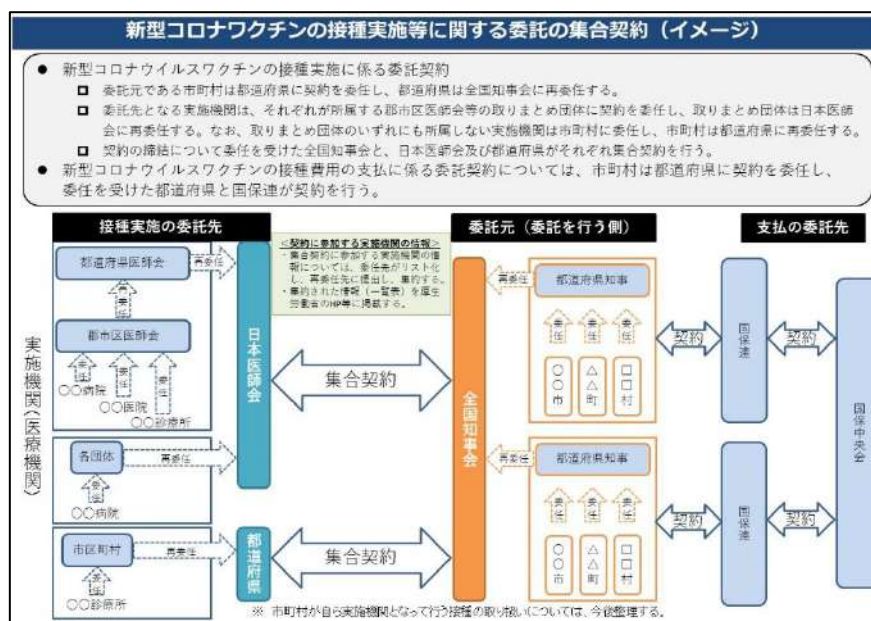 新型コロナワクチンの接種実施等に関する委託の集合契約（イメージ）
● 新型コロナウイルスワクチンの接種実施に係る委託契約
委託元である市町村は都道府県に契約を委任し、都道府県は全国知事会に再委任する。
委託先となる実施機関は、それぞれが所属する郡市区医師会等の取りまとめ団体に契約を委任し、取りまとめ団体は日本医師
会に再委任する。なお、取りまとめ団体のいずれにも所属しない実施機関は市町村に委任し、市町村は都道府県に再委任する。
契約の締結について委任を受けた全国知事会と、日本医師会及び都道府県がそれぞれ集合契約を行う。
● 新型コロナウイルスワクチンの接種費用の支払に係る委託契約については、市町村は都道府県に契約を委任し、
委任を受けた都道府県と国保連が契約を行う。
接種実施の委託先
実施機関（医療機関）
都道府県医師会
再委任
再委任
郡市区医師会
委任
委任
委任
〇〇病院
〇〇医院
〇〇診療所
各団体
再委任
委任
〇〇病院
市区町村
再委任
委任
〇〇診療所
日本医師会
都道府県
＜契約に参加する実施機関の情報＞
・集合契約に参加する実施機関の情
報については、委託先がリスト化
し、再委任先に提出し、集約する。
・集約された情報（一覧表）を厚生
労働省のHP等に掲載する。
集合契約
集合契約
委託元（委託を行う側）
全国知事会
再委任
都道府県知事
委任
委任
委任
〇〇市
△△町
□□村
再委任
都道府県知事
委任
委任
委任
〇〇市
△△町
□□村
契約
契約
支払の委託先
国保連
国保連
契約
契約
国保中央会
※ 市町村が自ら実施機関となって行う接種の取り扱いについては、今後整理する。